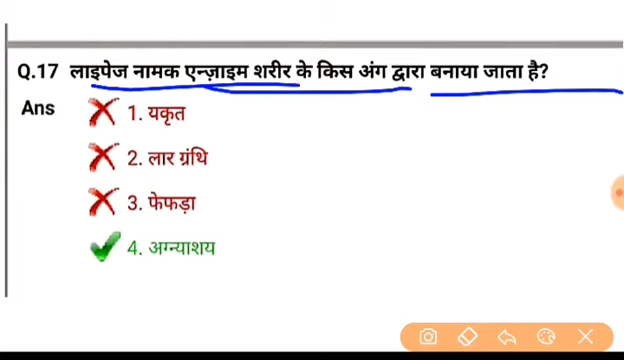 Q.17 लाइपेज नामक एन्ज़ाइम शरीर के किस अंग द्वारा बनाया जाता है?
Ans 1. यकृत
2. लार ग्रंथि
3. फेफड़ा
4. अग्न्याशय